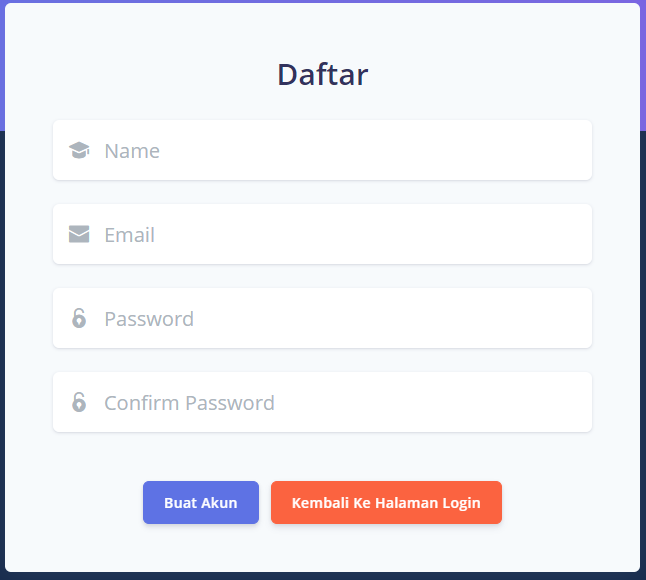 Daftar
Name
Email
Password
Confirm Password
Buat Akun
Kembali Ke Halaman Login